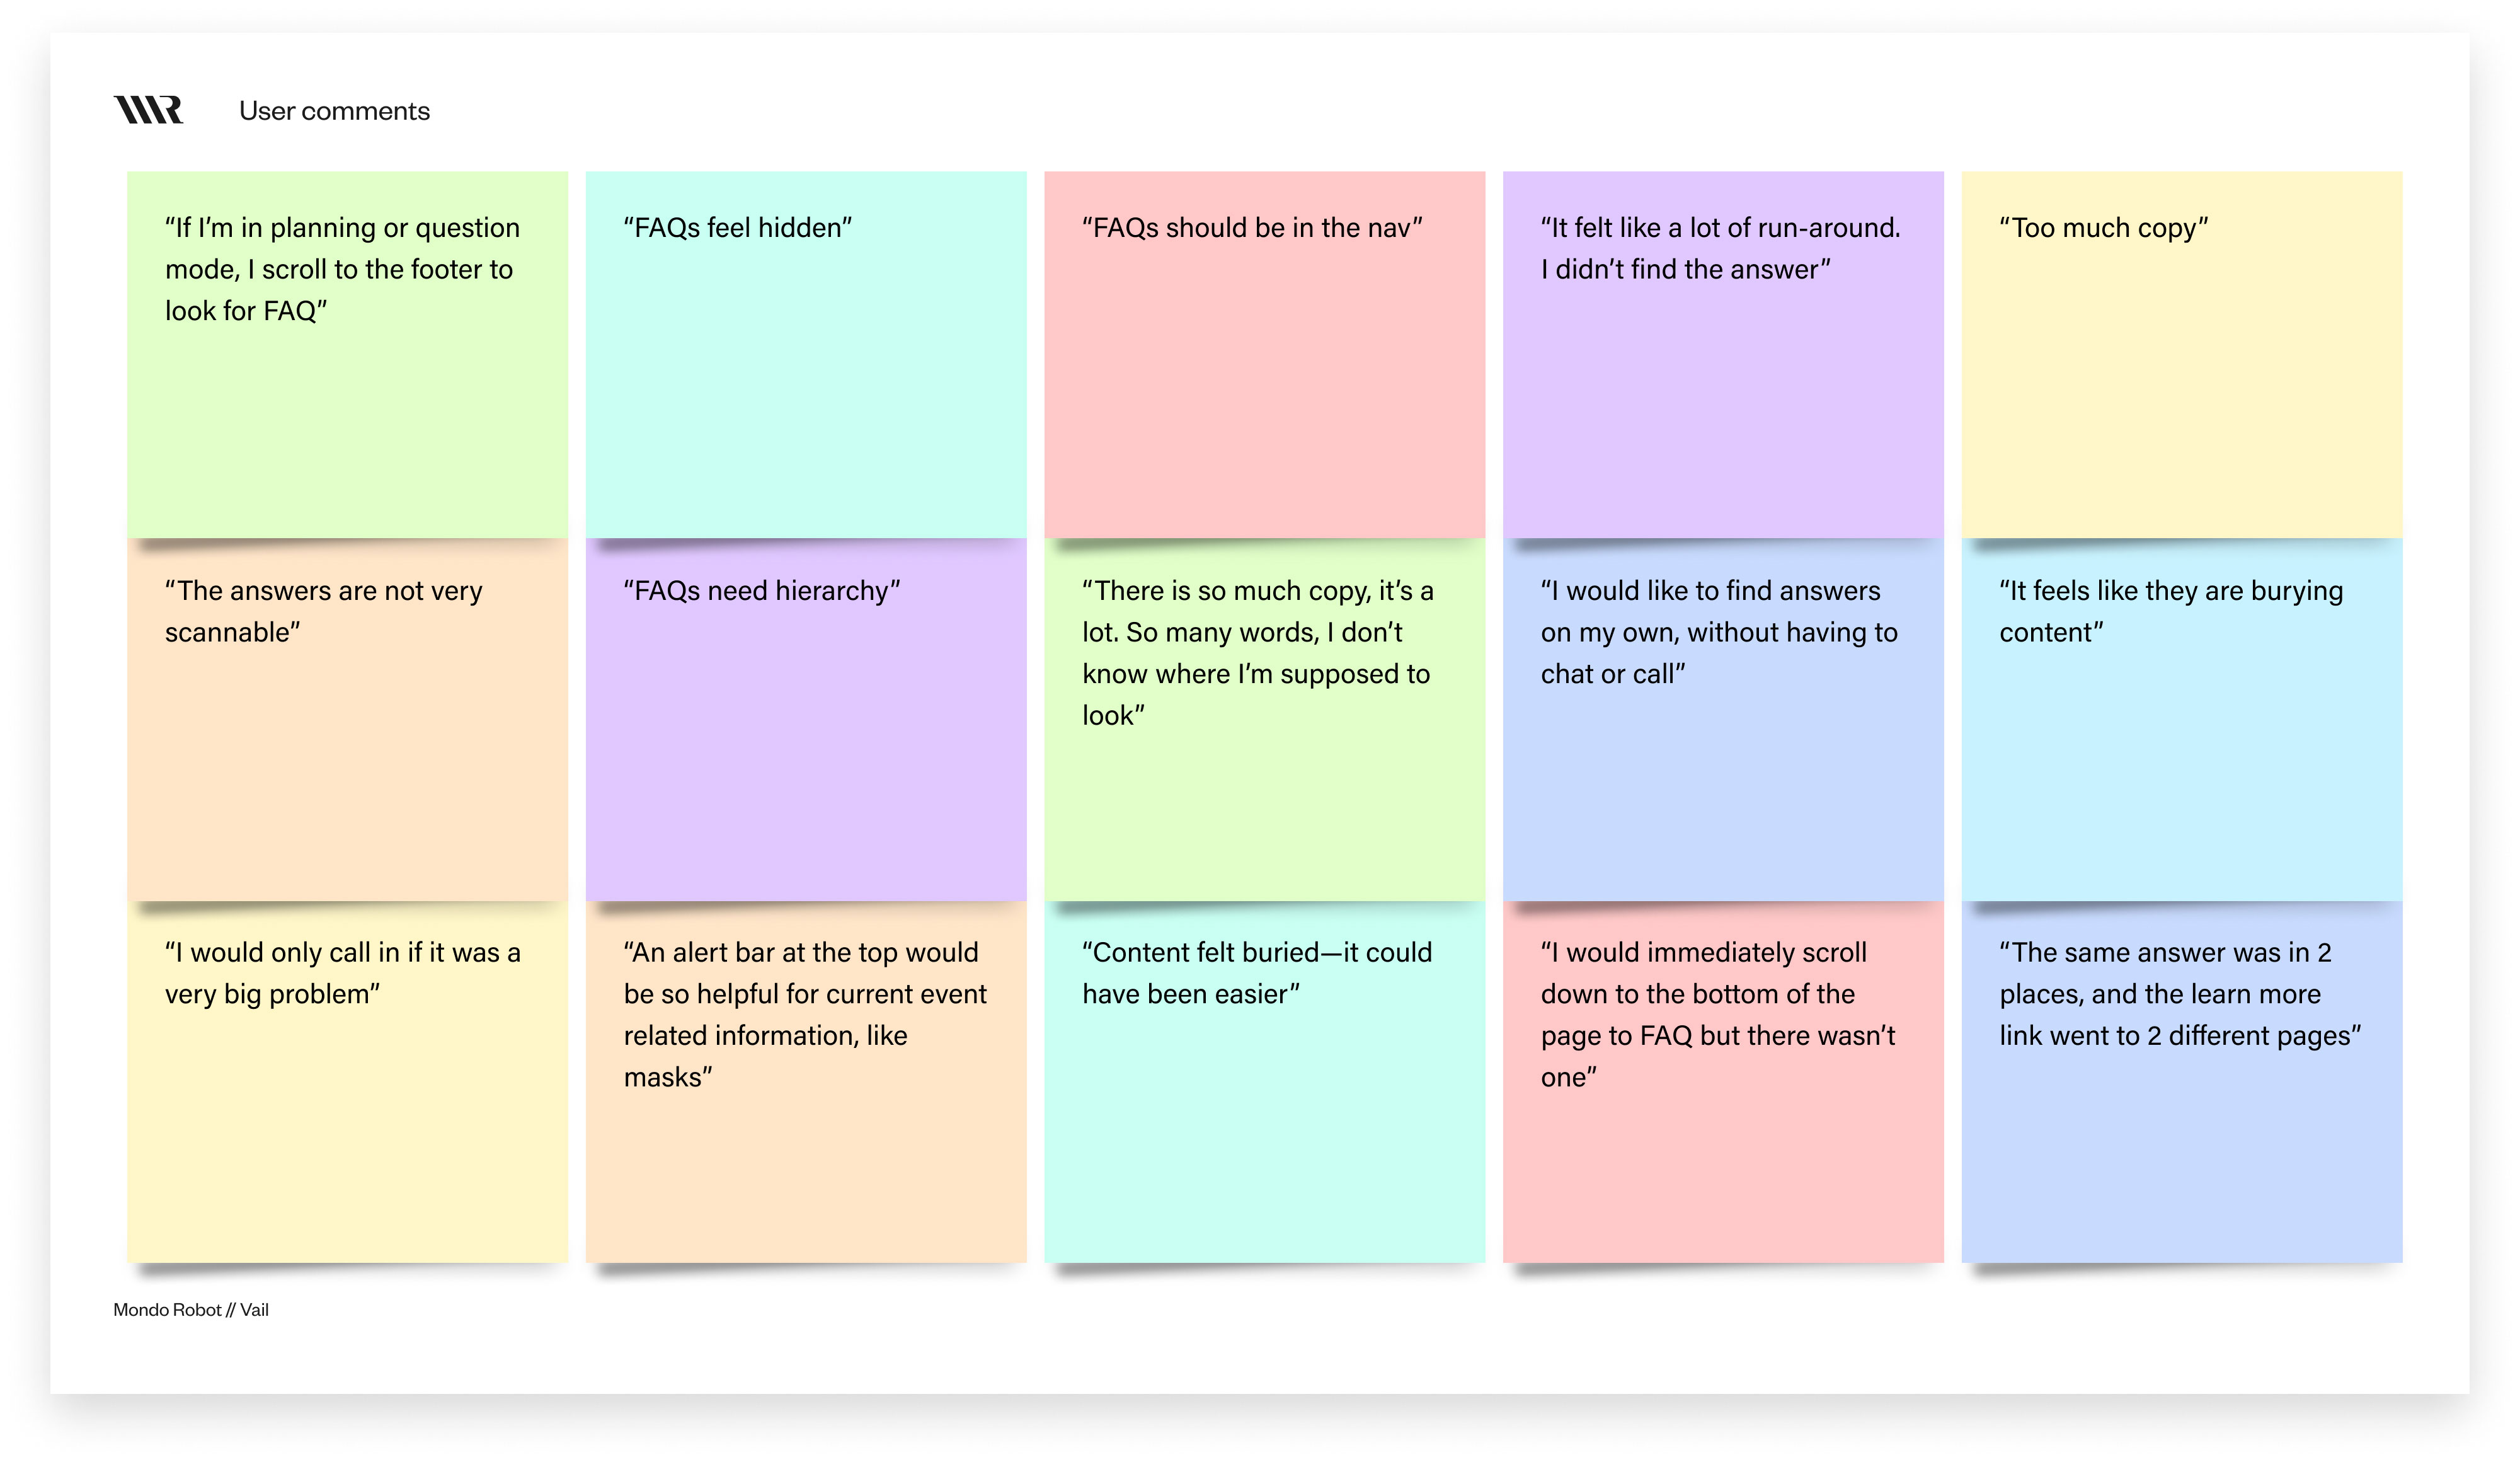 MR
User comments
“If I’m in planning or question
mode, I scroll to the footer to
look for FAQ”
“FAQs feel hidden”
“FAQs should be in the nav”
“It felt like a lot of run-around.
I didn’t find the answer”
“Too much copy”
“The answers are not very
scannable”
“FAQs need hierarchy”
“There is so much copy, it’s a
lot. So many words, I don’t
know where I’m supposed to
look”
“I would like to find answers
on my own, without having to
chat or call”
“It feels like they are burying
content”
“I would only call in if it was a
very big problem”
“An alert bar at the top would
be so helpful for current event
related information, like
masks”
“Content felt buried—it could
have been easier”
“I would immediately scroll
down to the bottom of the
page to FAQ but there wasn’t
one”
“The same answer was in 2
places, and the learn more
link went to 2 different pages”
Mondo Robot // Vail